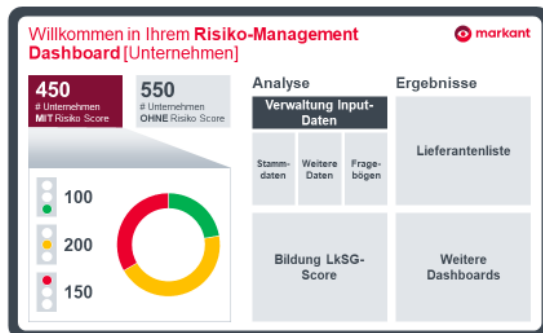 Willkommen in Ihrem Risiko-Management
Dashboard [Unternehmen]
markant
450
# Unternehmen
MIT Risiko Score
550
# Unternehmen
OHNE Risiko Score
100
200
150
Analyse
Verwaltung Input-
Daten
Stamm-
daten
Weitere
Daten
Frage-
bögen
Bildung LkSG-
Score
Ergebnisse
Lieferantenliste
Weitere
Dashboards